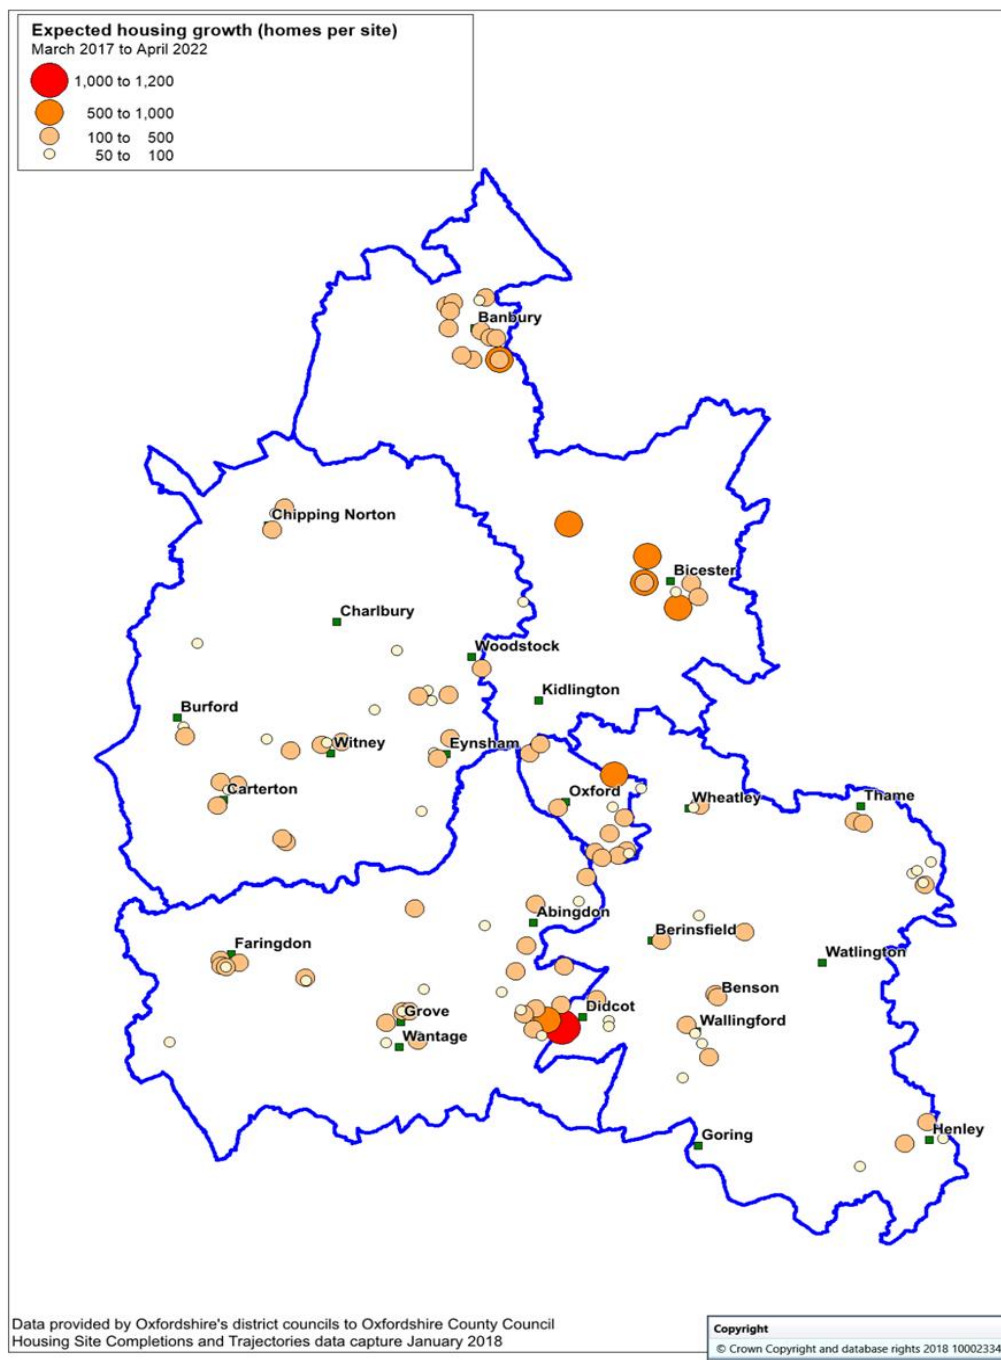 Expected housing growth (homes per site)
March 2017 to April 2022
1,000 to 1,200
500 to 1,000
100 to 500
50 to 100
Banbury
Chipping Norton
Bicester
Charlbury
Woodstock
Kidlington
Burford
Witney
Eynsham
Carterton
Oxford
Wheatley
Thame
Abingdon
Berinsfield
Faringdon
Watlington
Benson
Didcot
Grove
Wallingford
Wantage
Henley
Goring
Data provided by Oxfordshire's district councils to Oxfordshire County Council
Housing Site Completions and Trajectories data capture January 2018
Copyright
© Crown Copyright and database rights 2018 10002334